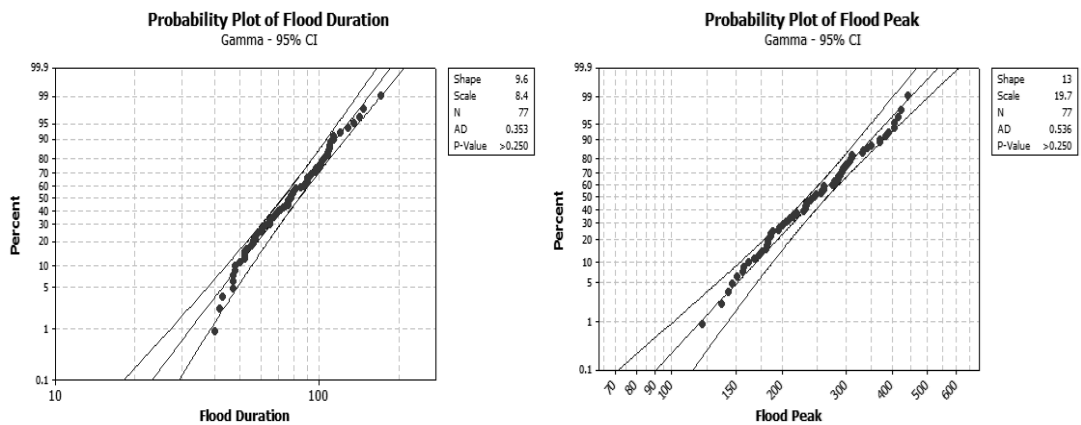 Probability Plot of Flood Duration
Gamma - 95% CI
99.9
99
95
90
80
70
60
50
40
30
20
10
5
1
0.1
Percent
10
100
Flood Duration
Shape 9.6
Scale 8.4
N 77
AD 0.353
P-Value >0.250
Probability Plot of Flood Peak
Gamma - 95% CI
99.9
99
95
90
80
70
60
50
40
30
20
10
5
1
0.1
Percent
70
80
90
100
150
200
300
400
500
600
Flood Peak
Shape 13
Scale 19.7
N 77
AD 0.536
P-Value >0.250